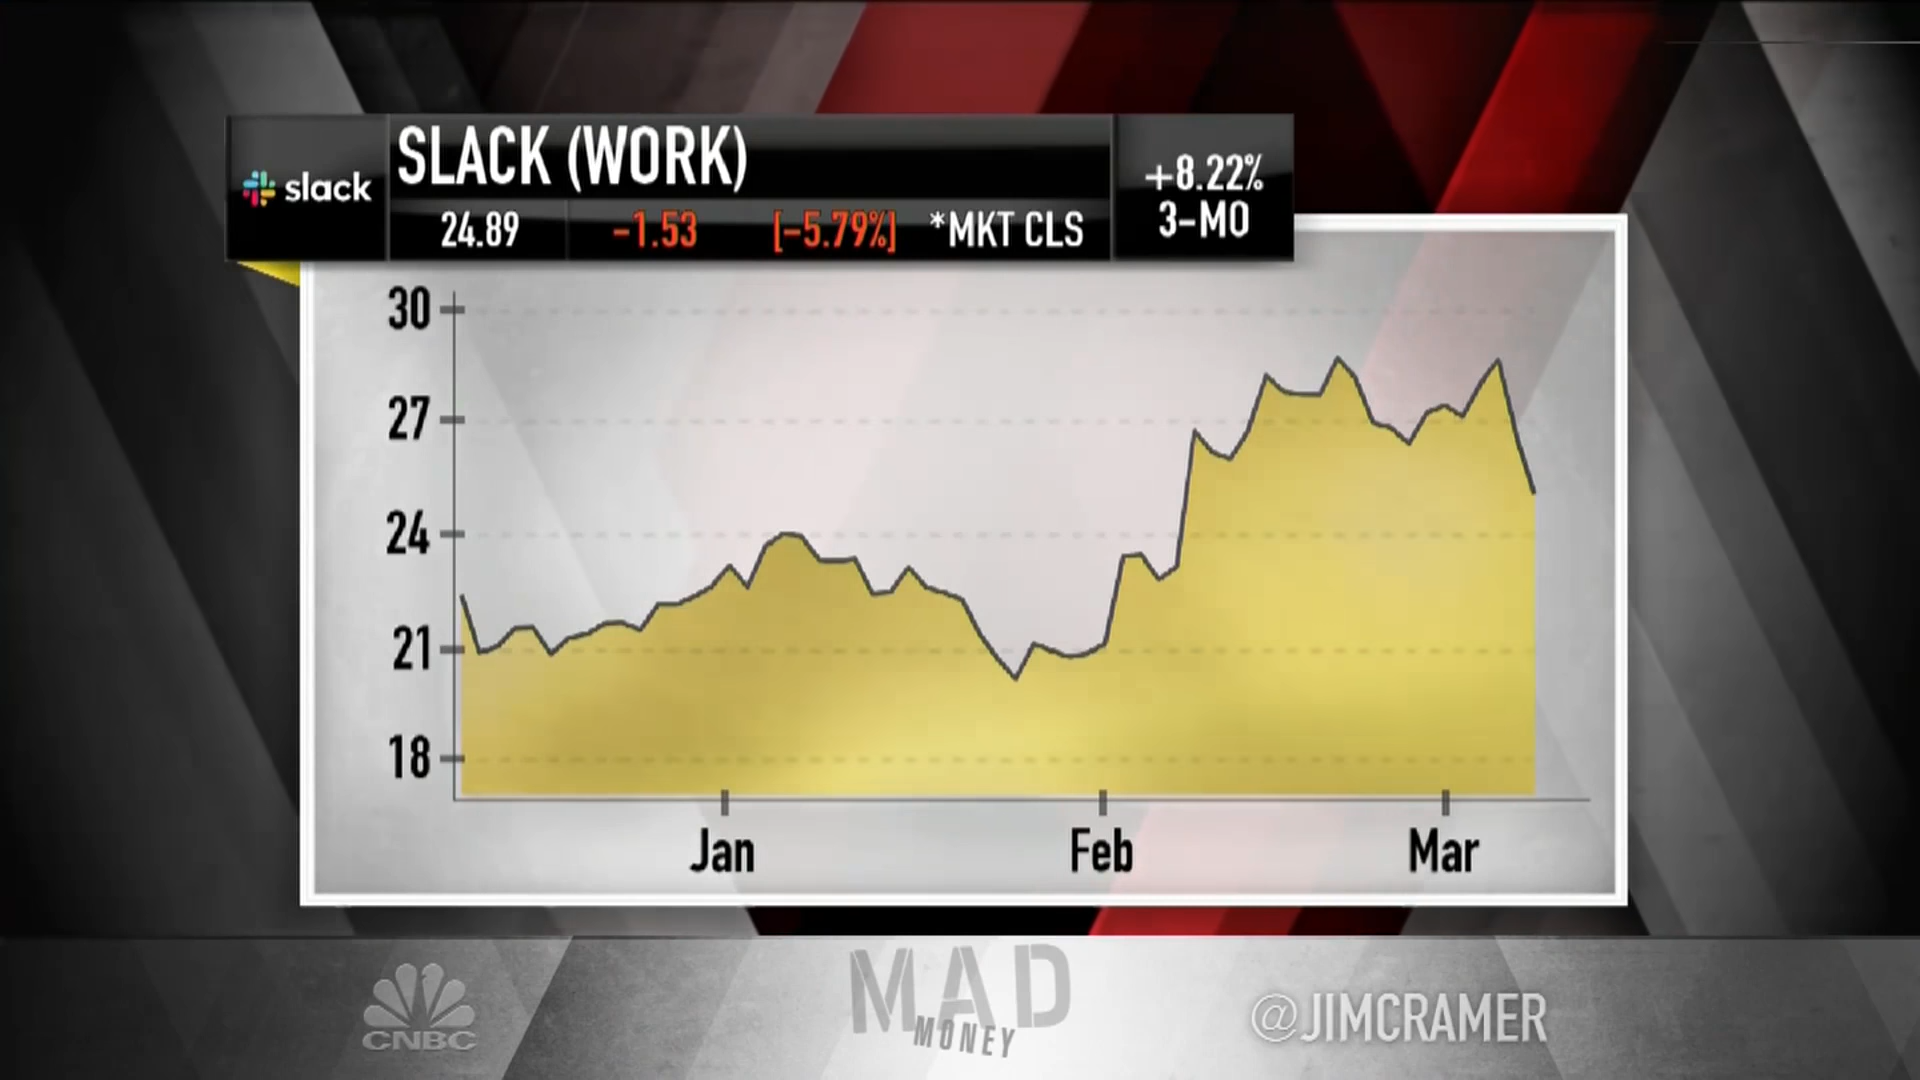 slack
SLACK (WORK)
24.89 -1.53 [-5.79%] *MKT CLS
+8.22%
3-MO
30
27
24
21
18
Jan Feb Mar
CNBC
MAD
MONEY
@JIMCRAMER